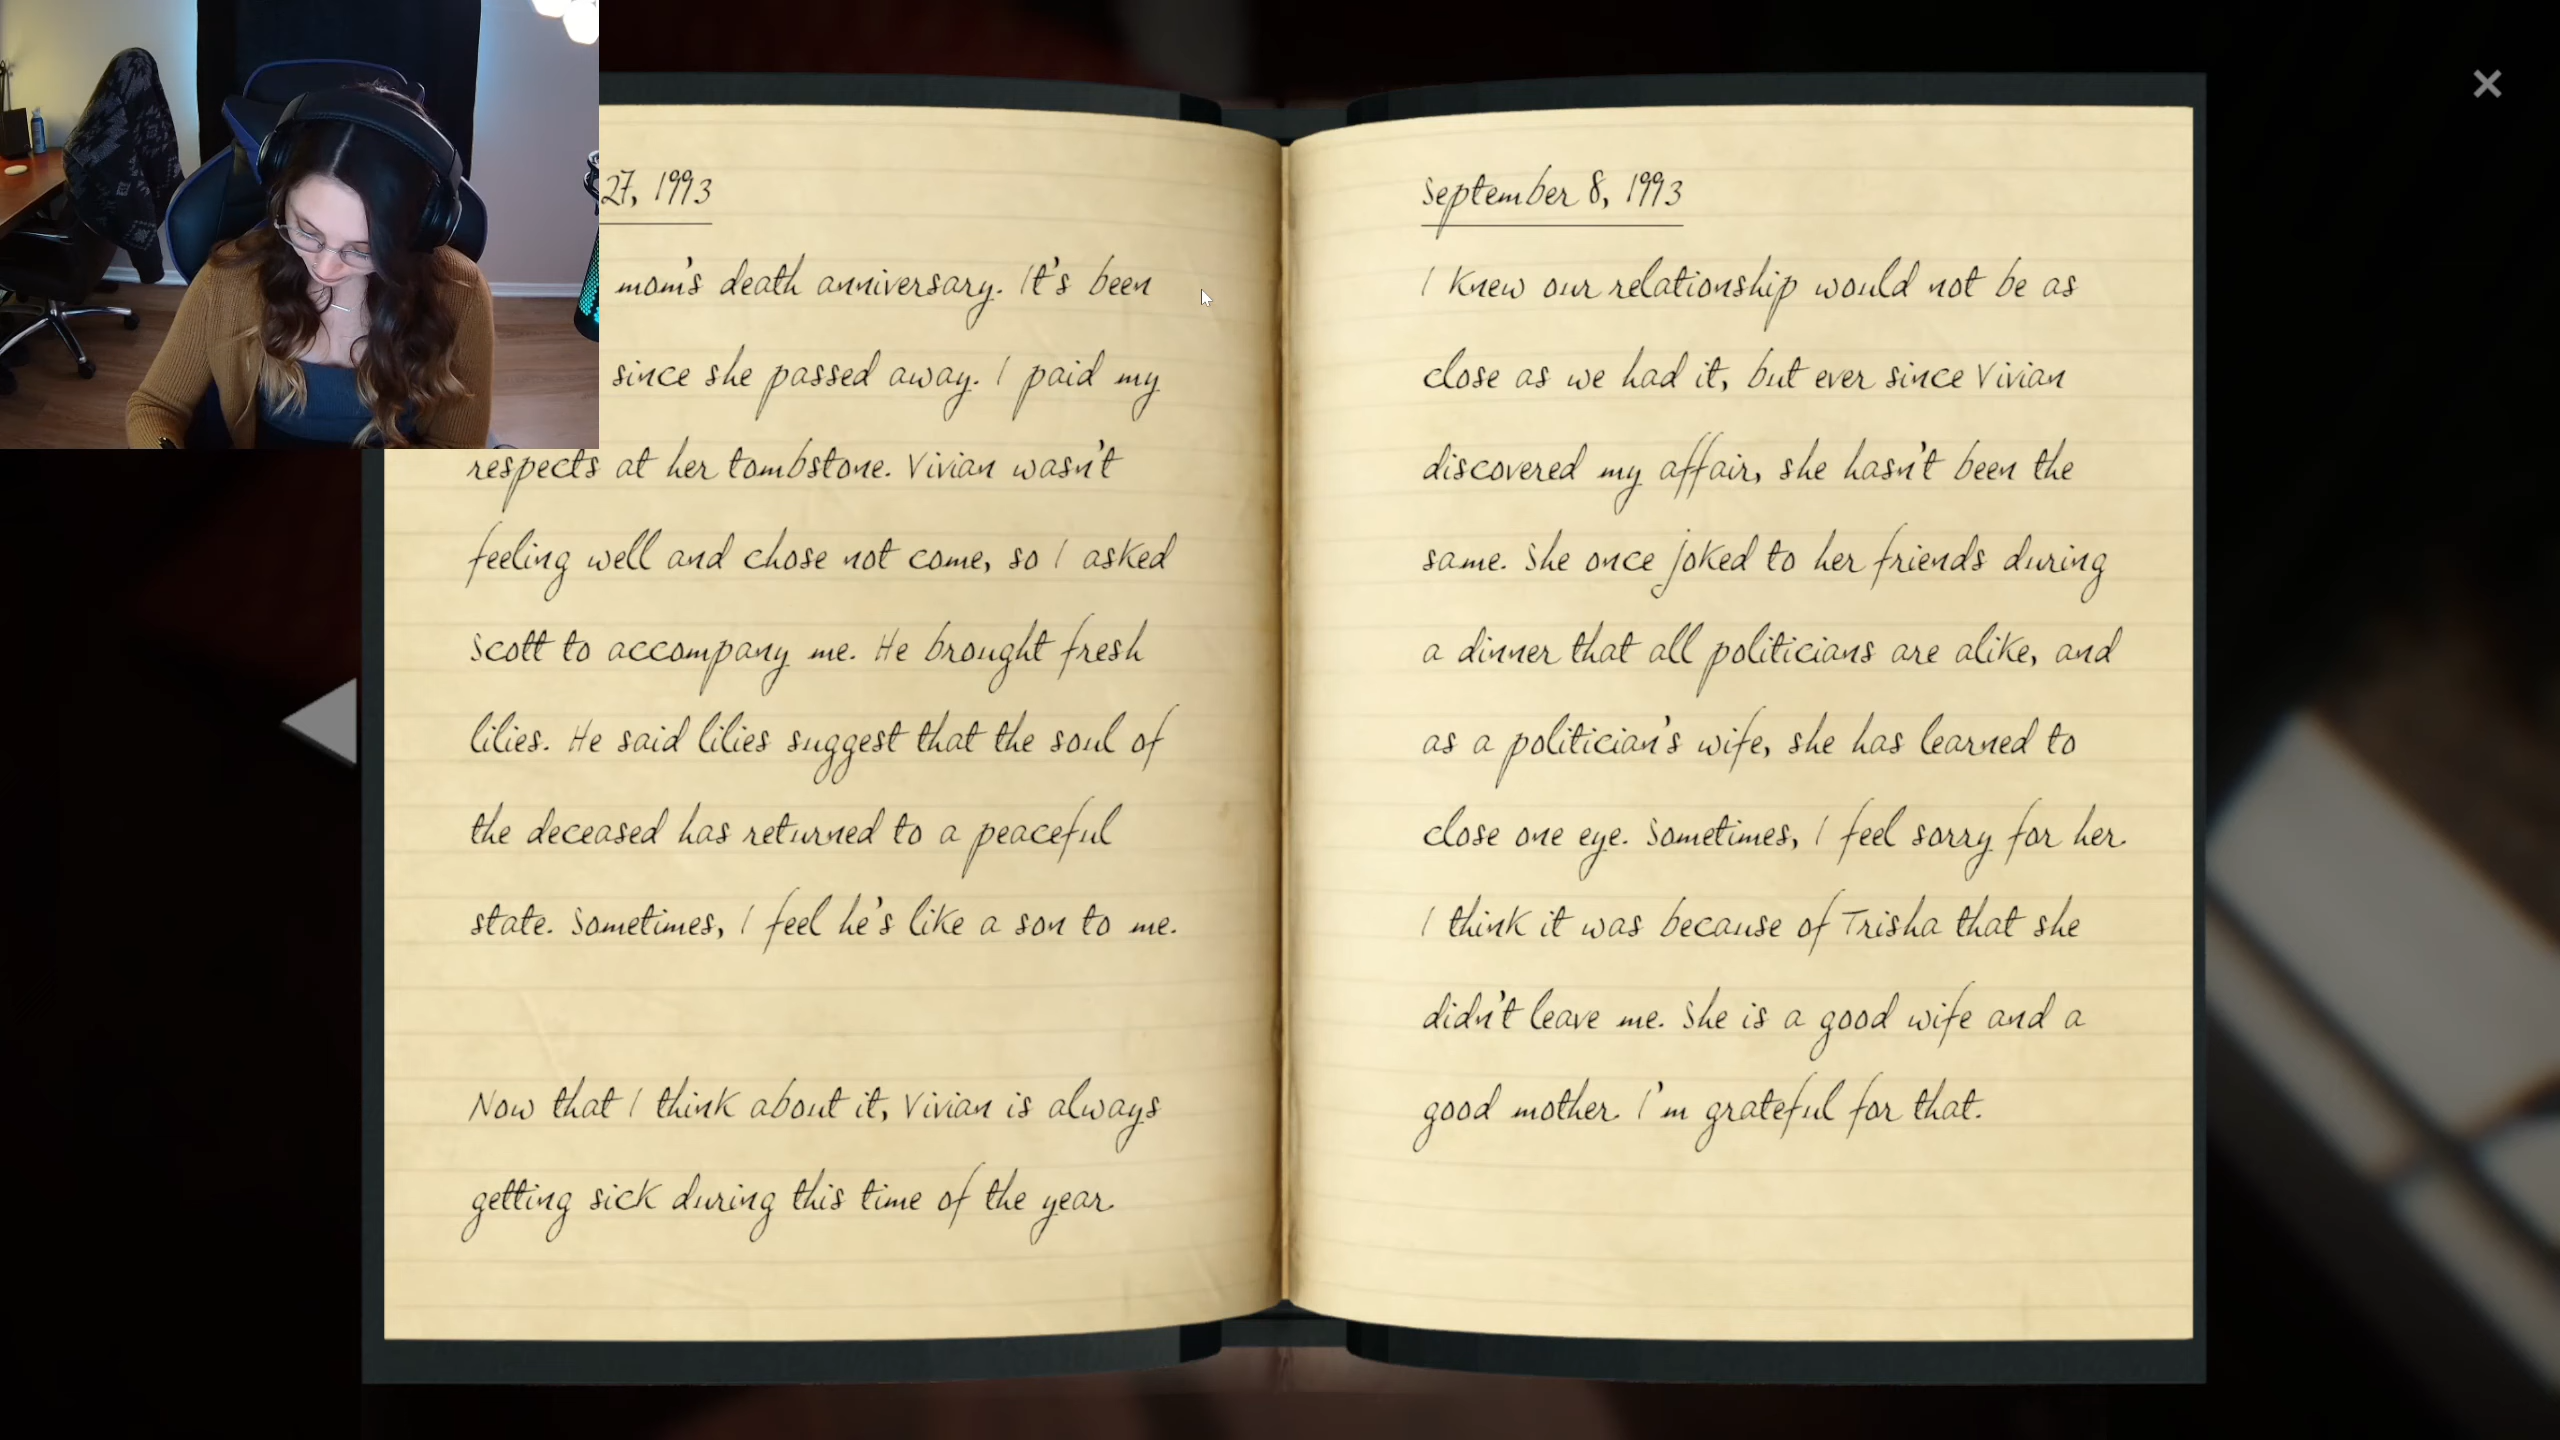 27, 1993
mom's death anniversary. It's been
since she passed away. I paid my
respects at her tombstone. Vivian wasn't
feeling well and chose not come, so I asked
Scott to accompany me. He brought fresh
lilies. He said lilies suggest that the soul of
the deceased has returned to a peaceful
state. Sometimes, I feel he's like a son to me.
Now that I think about it, Vivian is always
getting sick during this time of the year.
September 8, 1993
I knew our relationship would not be as
close as we had it, but ever since Vivian
discovered my affair, she hasn't been the
same. She once joked to her friends during
a dinner that all politicians are alike, and
as a politician's wife, she has learned to
close one eye. Sometimes, I feel sorry for her.
I think it was because of Trisha that she
didn't leave me. She is a good wife and a
good mother. I'm grateful for that.